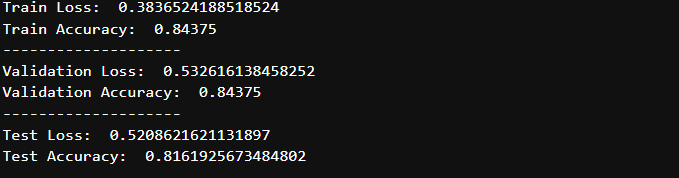 Train Loss:  0.3836524188518524
Train Accuracy:  0.84375
--------------------
Validation Loss:  0.532616138458252
Validation Accuracy:  0.84375
--------------------
Test Loss:  0.5208621621131897
Test Accuracy:  0.8161925673484802